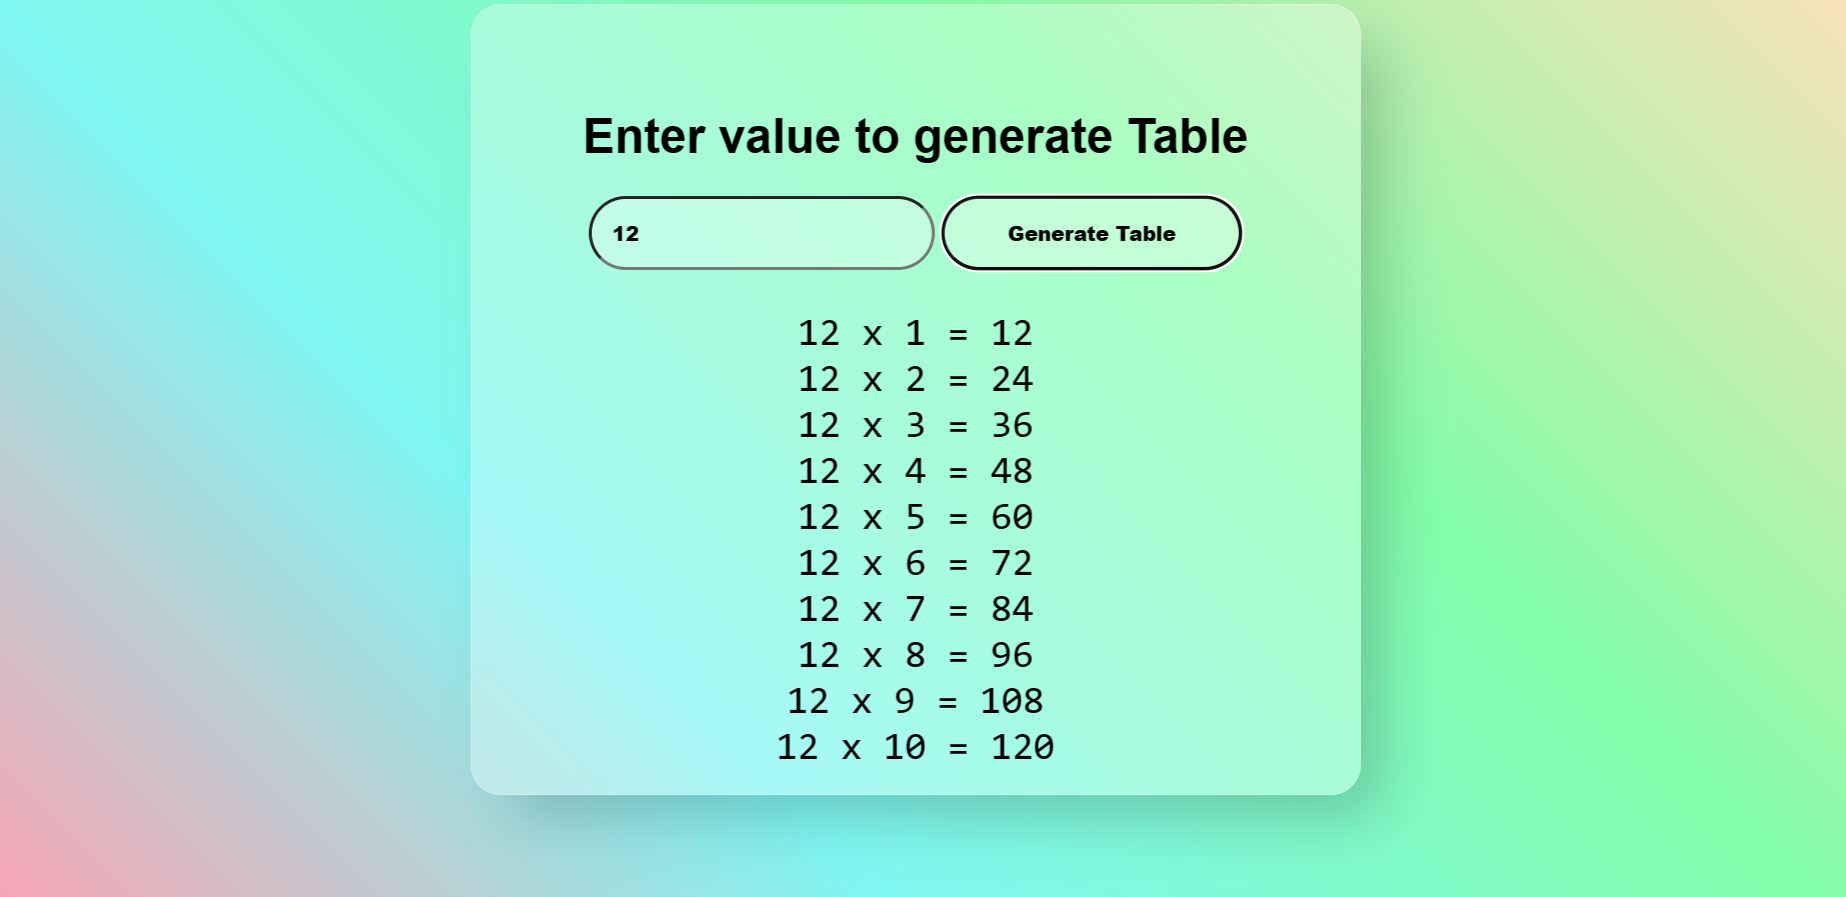 Enter value to generate Table
12 Generate Table
12 x 1 = 12
12 x 2 = 24
12 x 3 = 36
12 x 4 = 48
12 x 5 = 60
12 x 6 = 72
12 x 7 = 84
12 x 8 = 96
12 x 9 = 108
12 x 10 = 120